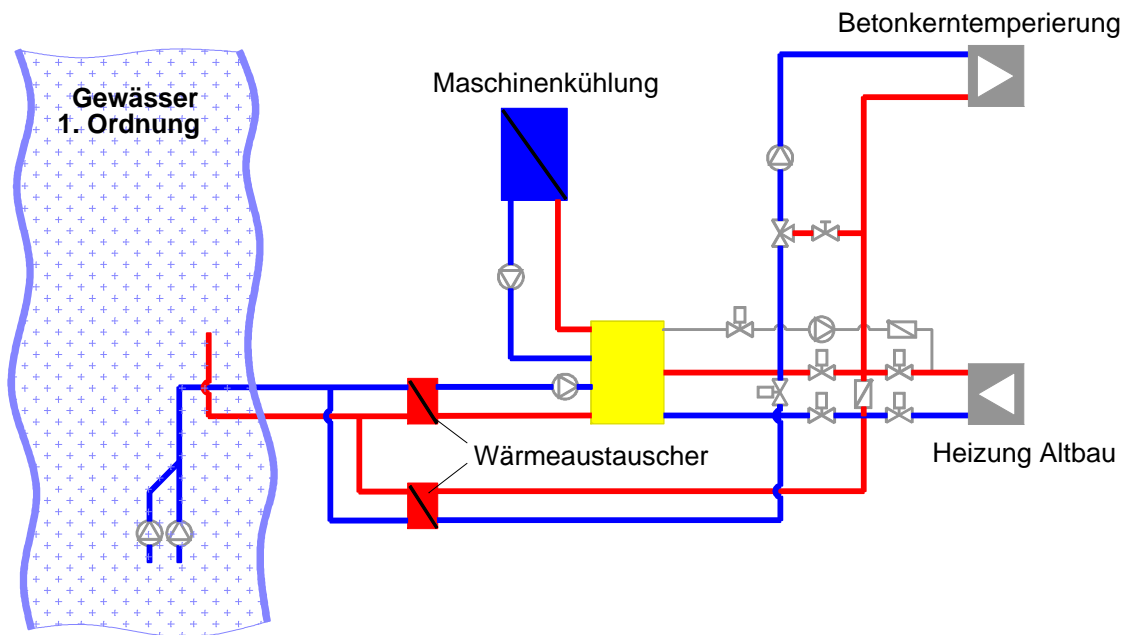 Betonkerntemperierung
Maschinenkühlung
Gewässer
1. Ordnung
Wärmeaustauscher
Heizung Altbau